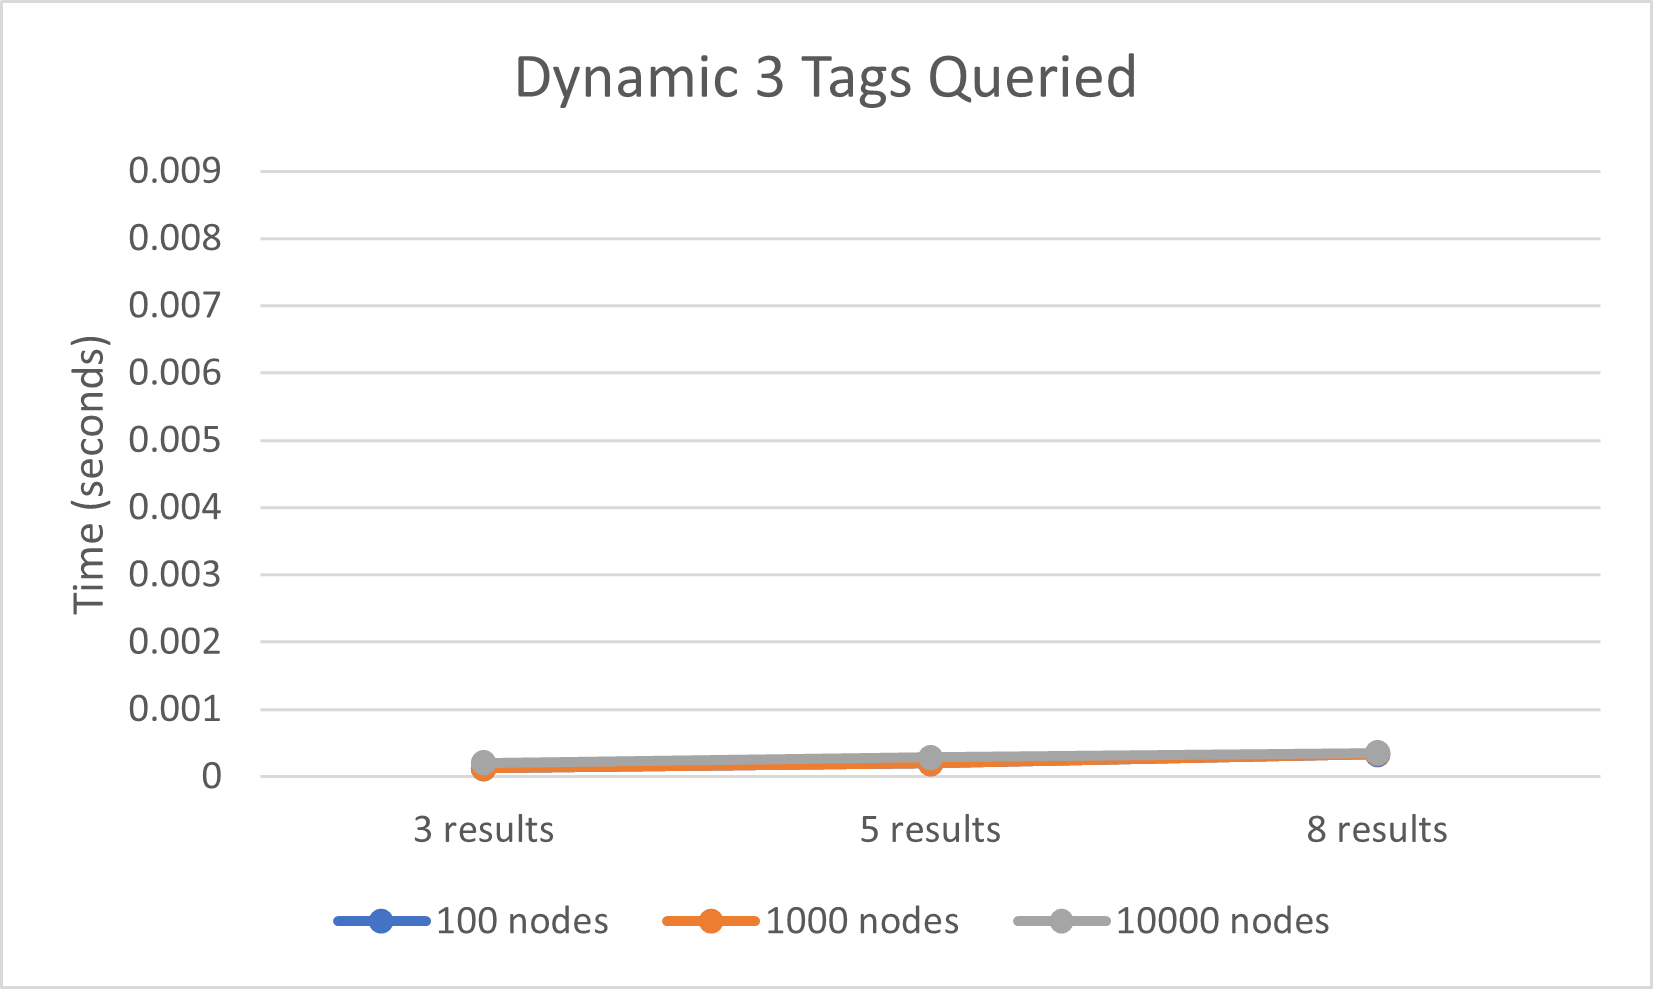 Dynamic 3 Tags Queried
Time (seconds)
0.009
0.008
0.007
0.006
0.005
0.004
0.003
0.002
0.001
0
3 results 5 results 8 results
100 nodes 1000 nodes 10000 nodes